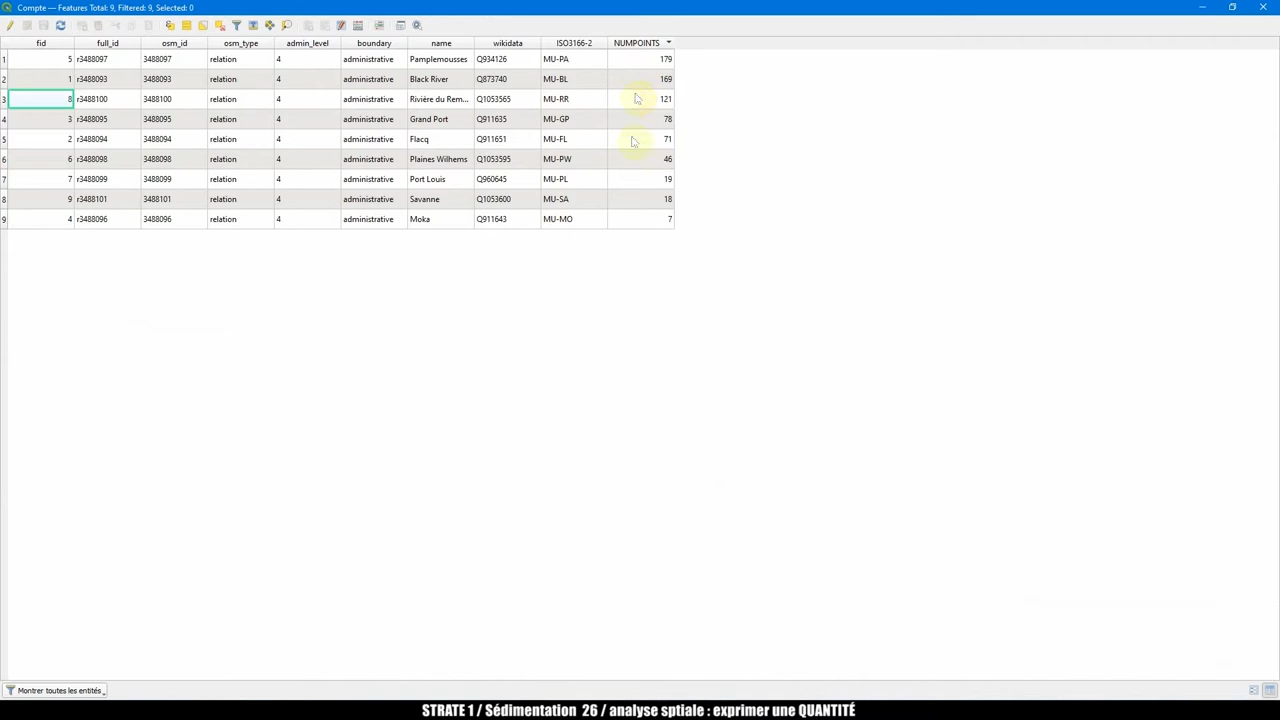 Compte — Features Total: 9, Filtered: 9, Selected: 0
fid full_id osm_id osm_type admin_level boundary name wikidata ISO3166-2 NUMPOINTS
1 5 r3488097 3488097 relation 4 administrative Pamplemousses Q934126 MU-PA 179
2 1 r3488093 3488093 relation 4 administrative Black River Q873740 MU-BL 169
3 8 r3488100 3488100 relation 4 administrative Rivière du Rem... Q1053565 MU-RR 121
4 3 r3488095 3488095 relation 4 administrative Grand Port Q911635 MU-GP 78
5 2 r3488094 3488094 relation 4 administrative Flacq Q911651 MU-FL 71
6 6 r3488098 3488098 relation 4 administrative Plaines Wilhems Q1053595 MU-PW 46
7 7 r3488099 3488099 relation 4 administrative Port Louis Q960645 MU-PL 19
8 9 r3488101 3488101 relation 4 administrative Savanne Q1053600 MU-SA 18
9 4 r3488096 3488096 relation 4 administrative Moka Q911643 MU-MO 7
Montrer toutes les entités
STRATE 1 / Sédimentation 26 / analyse sptiale : exprimer une QUANTITÉ